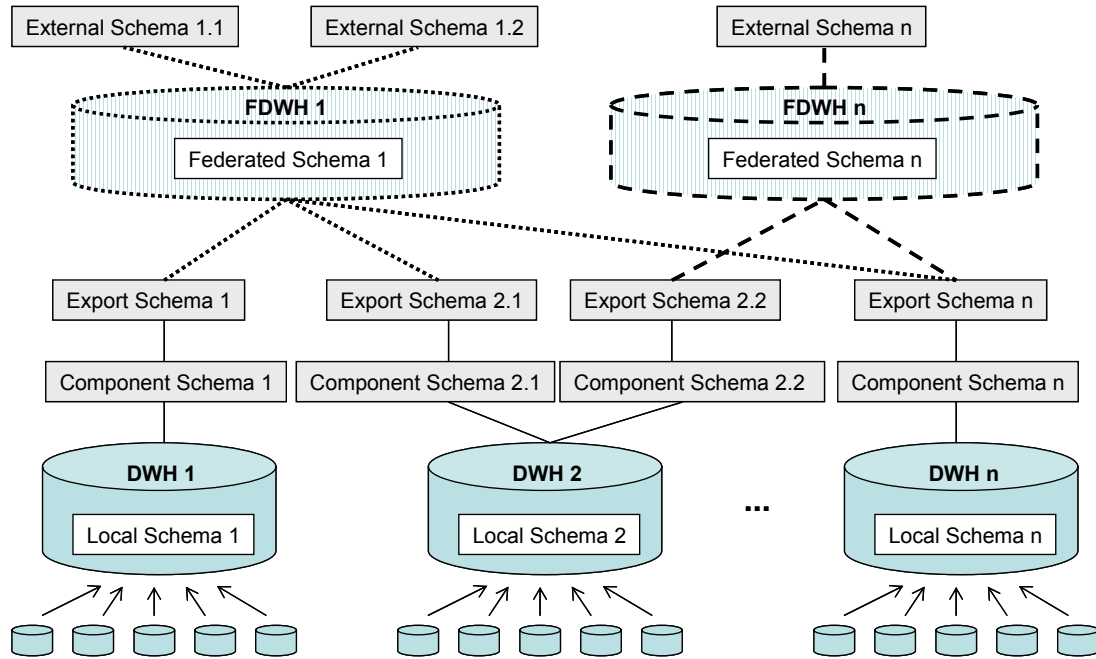 External Schema 1.1
External Schema 1.2
External Schema n
FDWH 1
FDWH n
Federated Schema 1
Federated Schema n
Export Schema 1
Export Schema 2.1
Export Schema 2.2
Export Schema n
Component Schema 1
Component Schema 2.1
Component Schema 2.2
Component Schema n
DWH 1
DWH 2
DWH n
...
Local Schema 1
Local Schema 2
Local Schema n